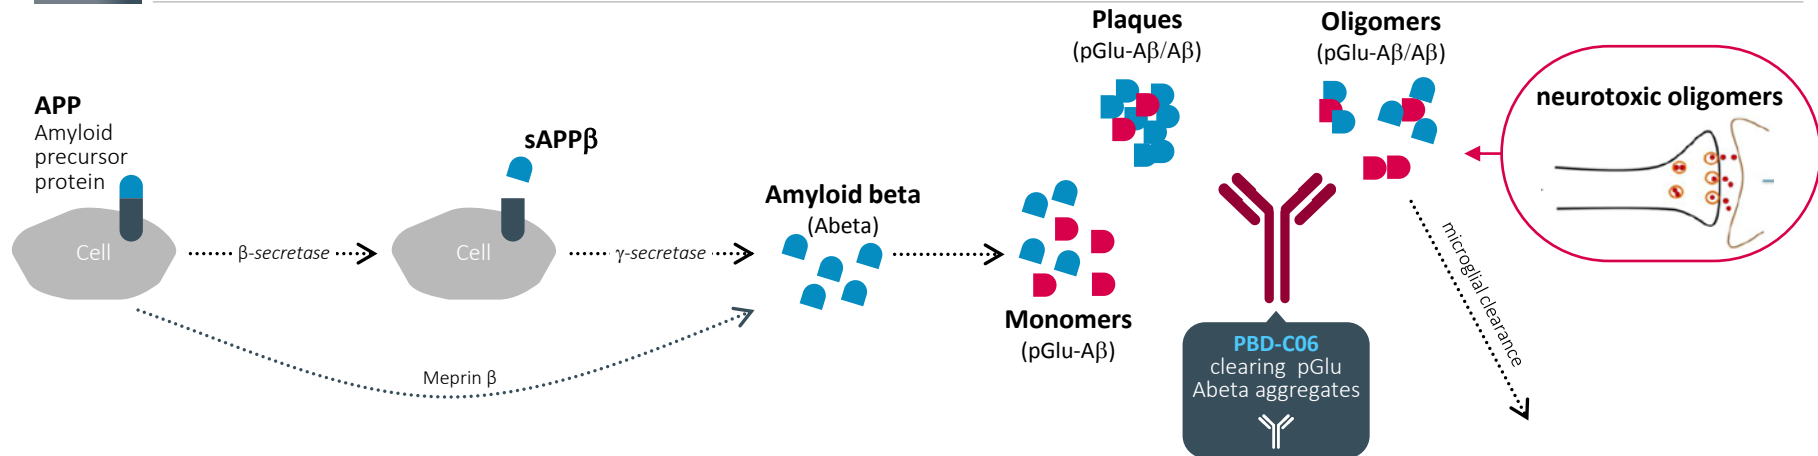 APP
Amyloid
precursor
protein
Cell
β-secretase
sAPPβ
Cell
γ-secretase
Meprin β
Amyloid beta
(Abeta)
Monomers
(pGlu-Aβ)
Plaques
(pGlu-Aβ/Aβ)
Oligomers
(pGlu-Aβ/Aβ)
neurotoxic oligomers
microglial clearance
PBD-C06
clearing pGlu
Abeta aggregates